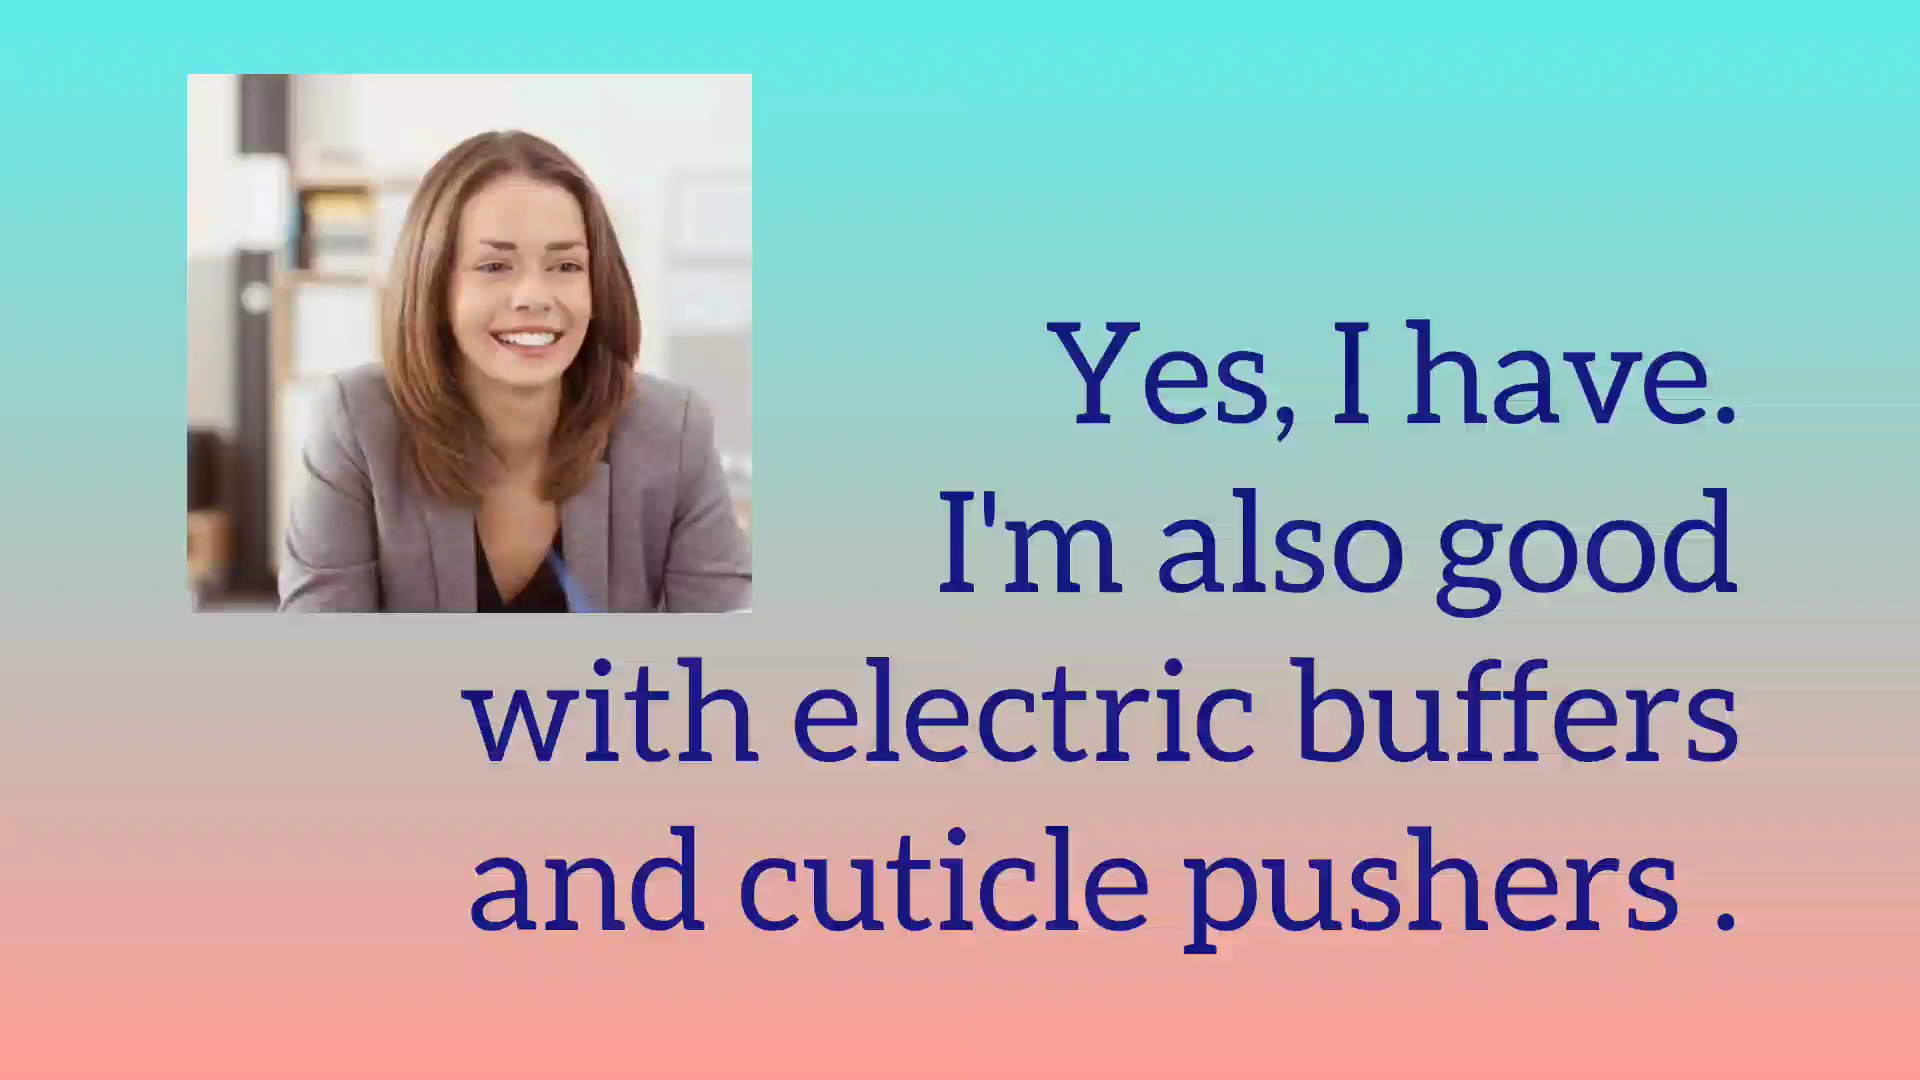 Yes, I have.
I'm also good
with electric buffers
and cuticle pushers .